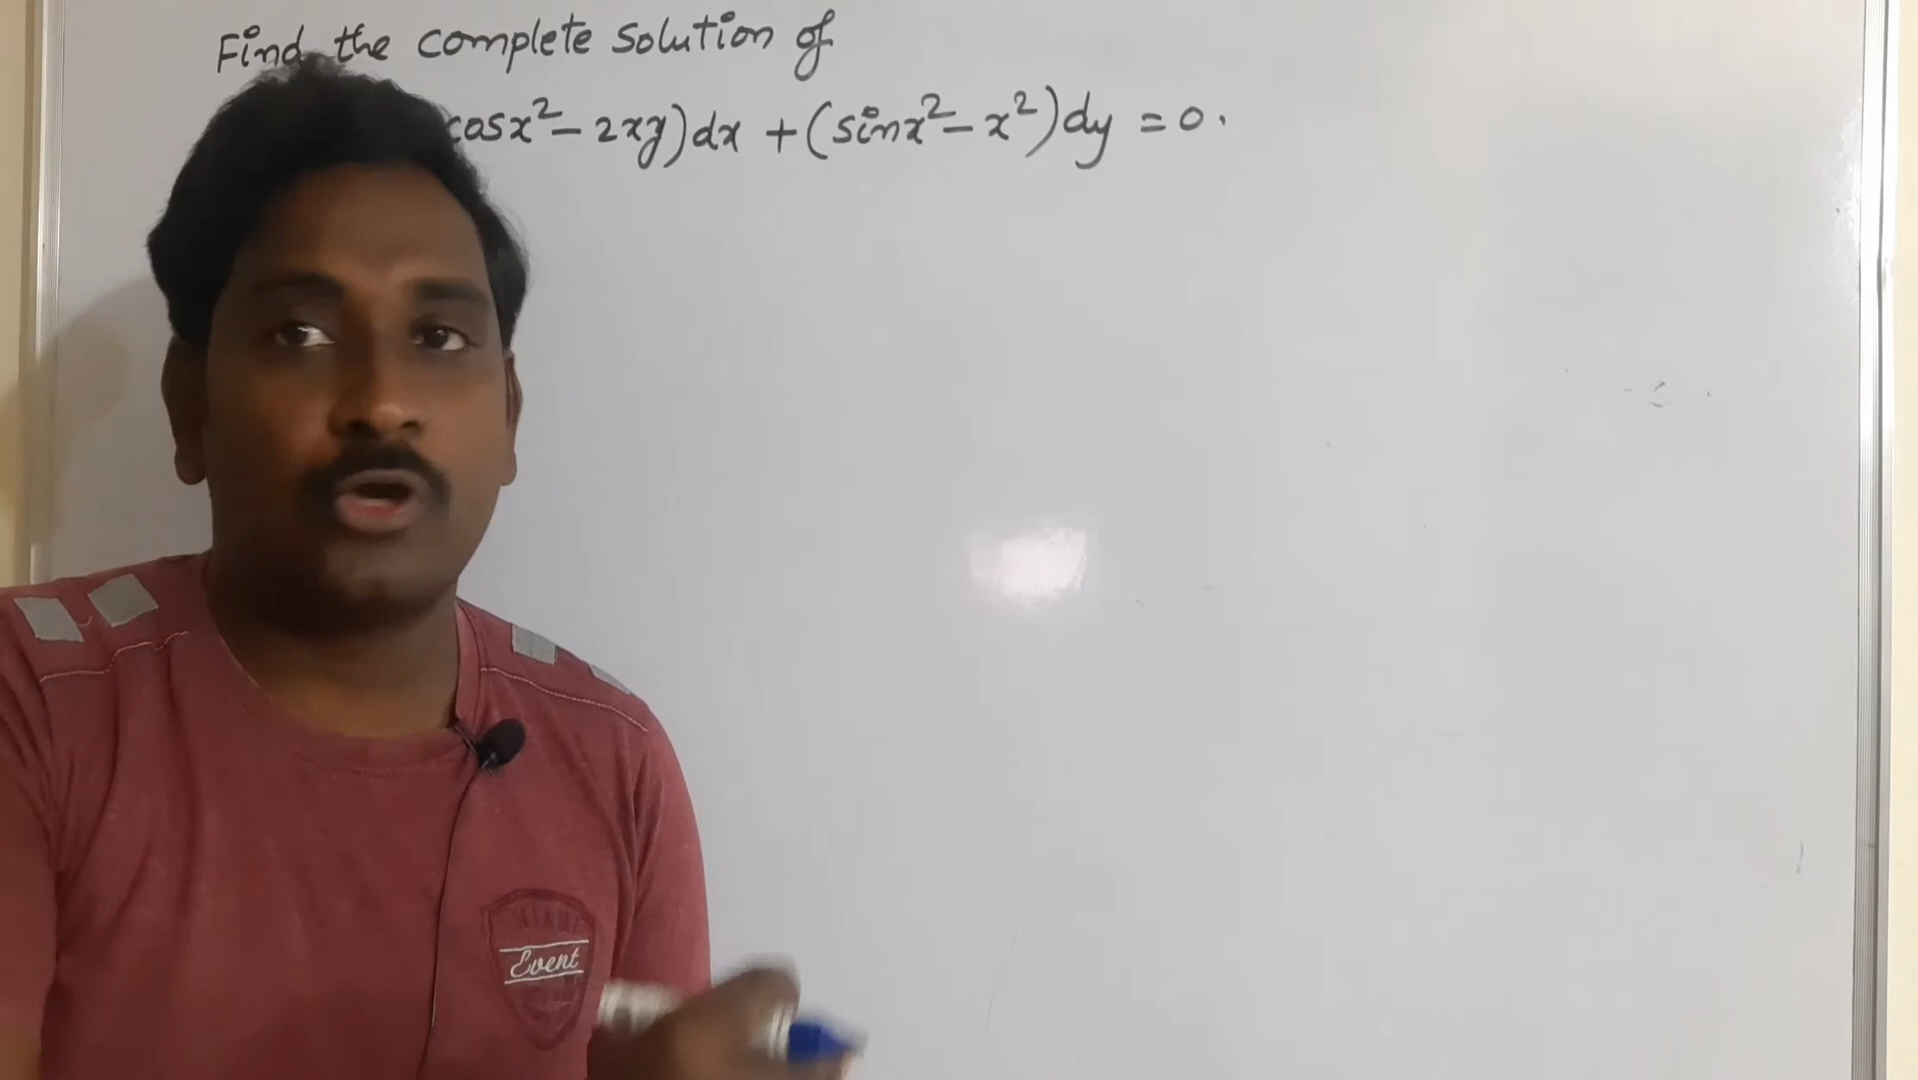 Find the complete solution of
cosx² - 2xy)dx + (sinx² - x²)dy = 0.
Event